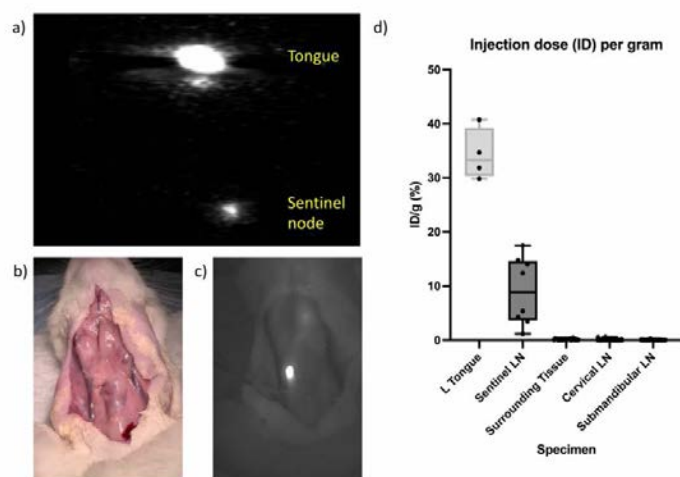 a)
Tongue
Sentinel
node
b)
c)
d)
Injection dose (ID) per gram
ID/g (%)
50
40
30
20
10
0
L Tongue
Sentinel LN
Surrounding Tissue
Cervical LN
Submandibular LN
Specimen